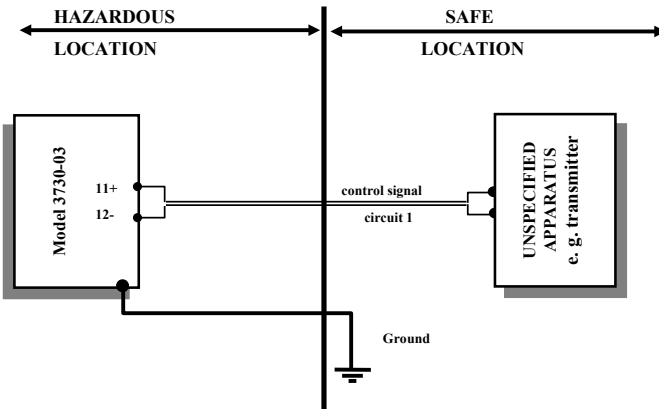 HAZARDOUS
LOCATION
SAFE
LOCATION
Model 3730-03
11+
12-
control signal
circuit 1
UNSPECIFIED
APPARATUS
e. g. transmitter
Ground